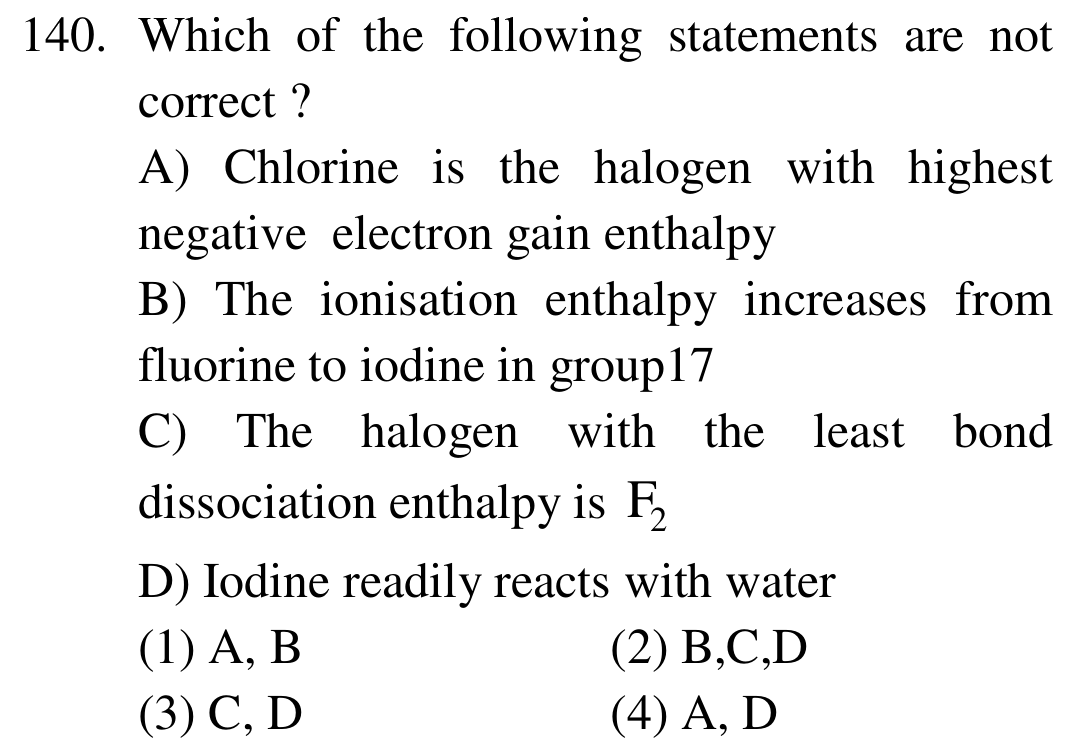 140. Which of the following statements are not
correct ?
A) Chlorine is the halogen with highest
negative electron gain enthalpy
B) The ionisation enthalpy increases from
fluorine to iodine in group17
C) The halogen with the least bond
dissociation enthalpy is F₂
D) Iodine readily reacts with water
(1) A, B (2) B,C,D
(3) C, D (4) A, D